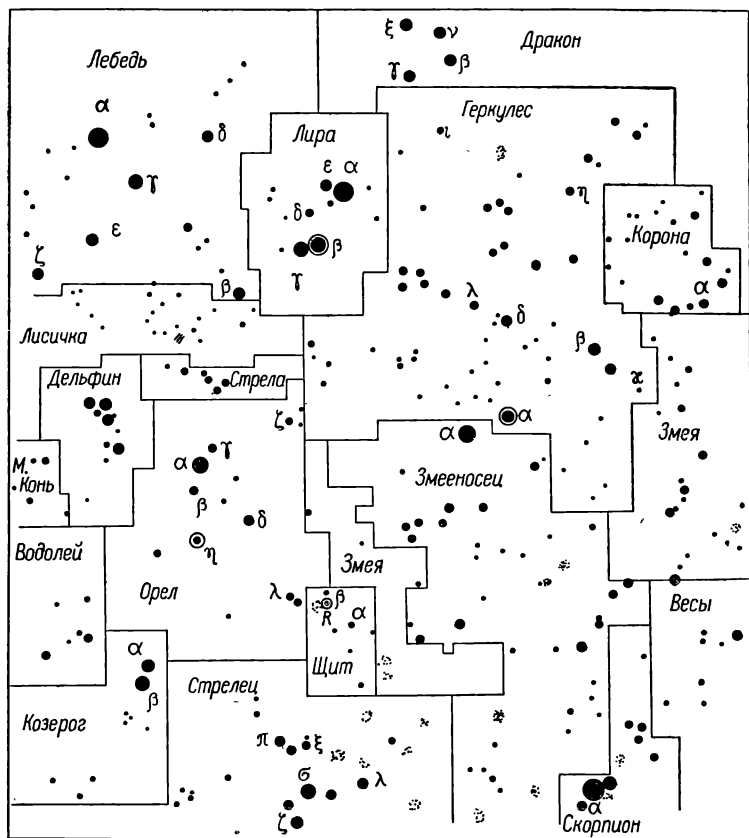 ξ ν
Дракон
Лебедь
β
γ
α
Геркулес
δ
Лира
ι
ε α
γ
η
δ
ε
Корона
β
γ
ζ
α
β
λ
δ
Лисичка
β
Дельфин
Стрела
ϰ
ζ
α
α
Змея
γ
М.
Конь
α
Змееносец
β
δ
Водолей
η
Змея
Орел
λ
β
Весы
R
α
α
Щит
Стрелец
β
Козерог
π ξ
σ
λ
α
ζ
Скорпион